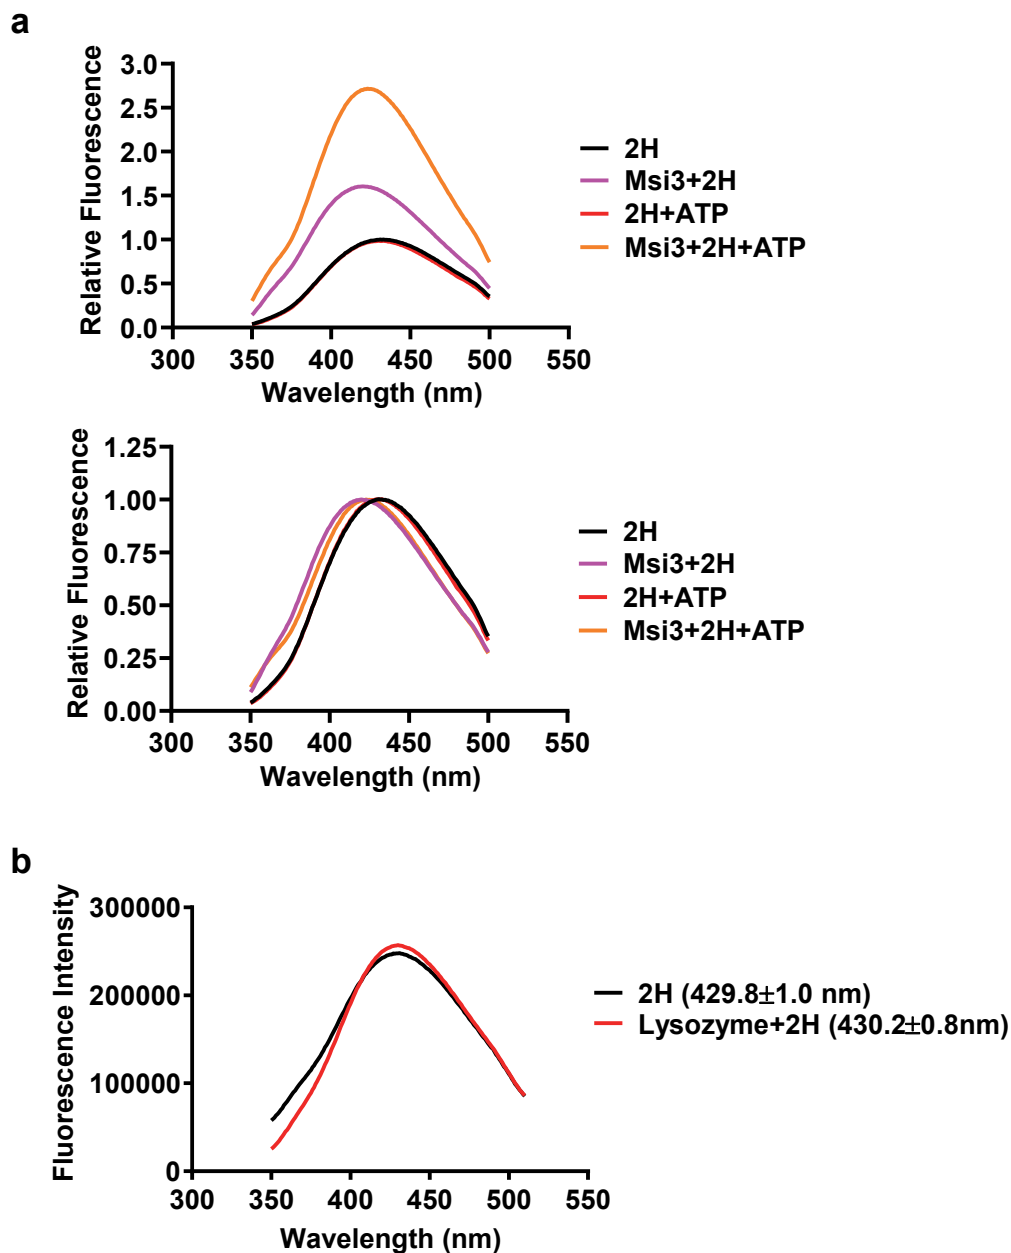 a
Relative Fluorescence
3.0
2.5
2.0
1.5
1.0
0.5
0.0
300 350 400 450 500 550
Wavelength (nm)
2H
Msi3+2H
2H+ATP
Msi3+2H+ATP
Relative Fluorescence
1.25
1.00
0.75
0.50
0.25
0.00
300 350 400 450 500 550
Wavelength (nm)
2H
Msi3+2H
2H+ATP
Msi3+2H+ATP
b
Fluorescence Intensity
300000
200000
100000
0
300 350 400 450 500 550
Wavelength (nm)
2H (429.8±1.0 nm)
Lysozyme+2H (430.2±0.8nm)